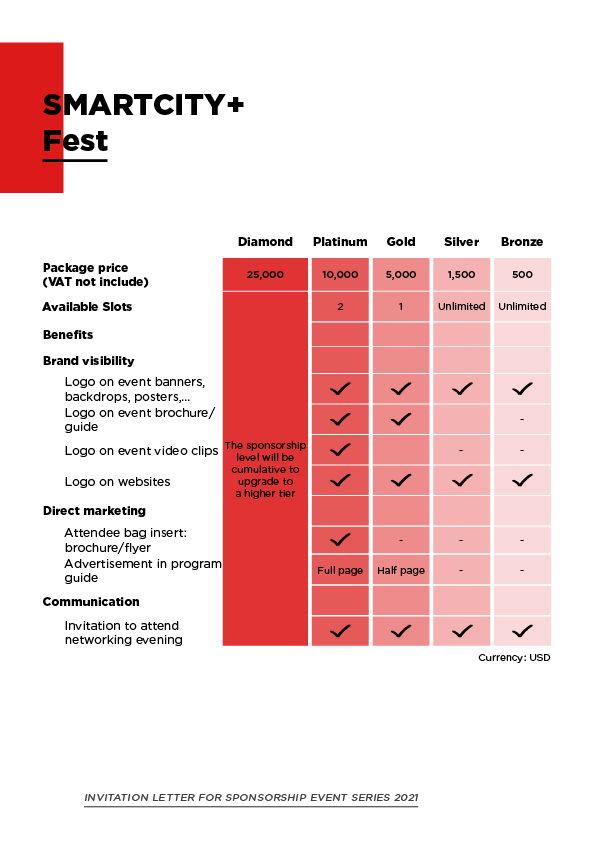 SMARTCITY+
Fest
Diamond Platinum Gold Silver Bronze
Package price
(VAT not include)
25,000 10,000 5,000 1,500 500
Available Slots 2 1 Unlimited Unlimited
Benefits
Brand visibility
Logo on event banners,
backdrops, posters,...
✓ ✓ ✓ ✓
Logo on event brochure/
guide
✓ ✓ -
Logo on event video clips ✓ - -
The sponsorship
level will be
cumulative to
upgrade to
a higher tier
Logo on websites ✓ ✓ ✓ ✓
Direct marketing
Attendee bag insert:
brochure/flyer
✓ - - -
Advertisement in program
guide
Full page Half page - -
Communication
Invitation to attend
networking evening
✓ ✓ ✓ ✓
Currency: USD
INVITATION LETTER FOR SPONSORSHIP EVENT SERIES 2021